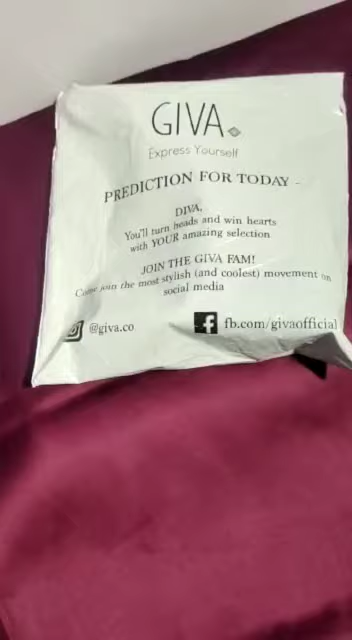 GIVA
Express Yourself
PREDICTION FOR TODAY -
DIVA,
You'll turn heads and win hearts
with YOUR amazing selection
JOIN THE GIVA FAM!
Come join the most stylish (and coolest) movement on
social media
@giva.co
fb.com/givaofficial